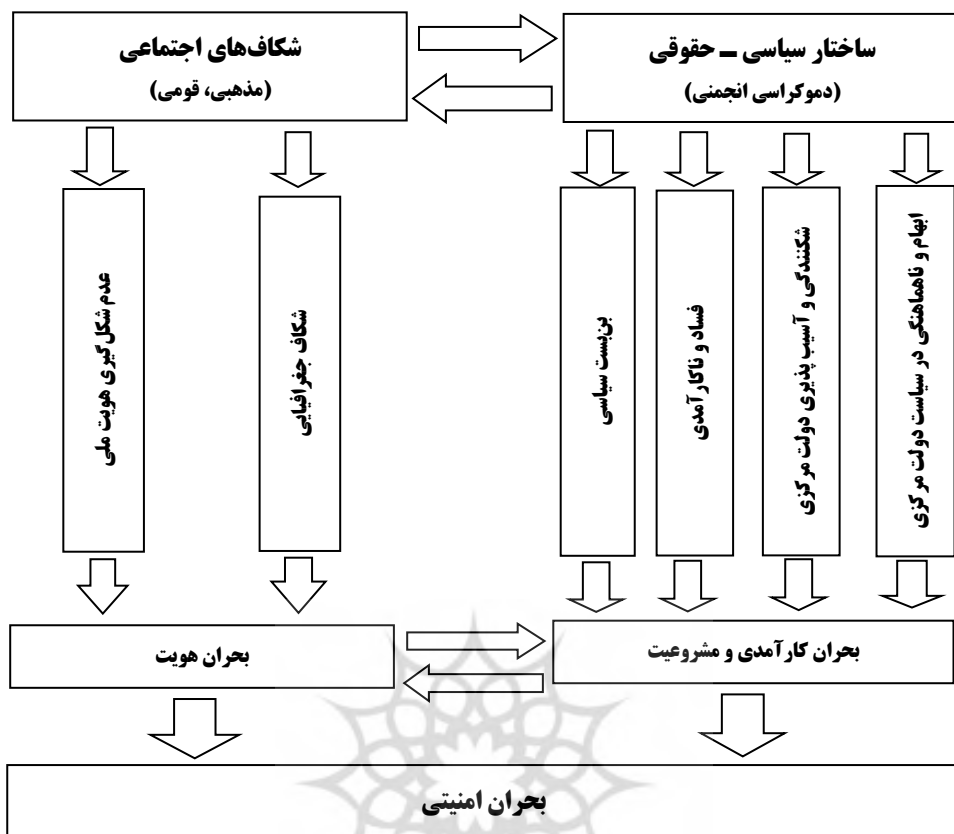 ساختار سیاسی ـ حقوقی
(دموکراسی انجمنی)
شکاف‌های اجتماعی
(مذهبی، قومی)
ابهام و ناهماهنگی در سیاست دولت مرکزی
شکنندگی و آسیب پذیری دولت مرکزی
فساد و ناکارآمدی
بن‌بست سیاسی
شکاف جغرافیایی
عدم شکل‌گیری هویت ملی
بحران کارآمدی و مشروعیت
بحران هویت
بحران امنیتی